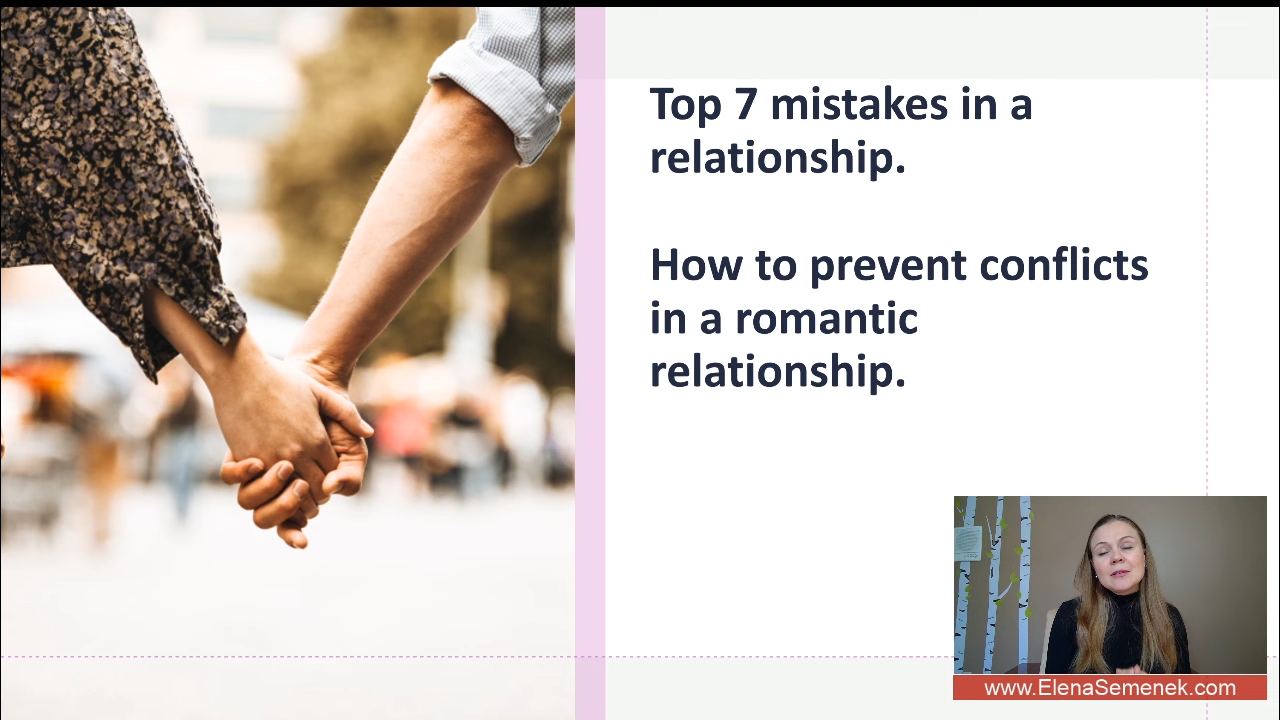 Top 7 mistakes in a
relationship.
How to prevent conflicts
in a romantic
relationship.
www.ElenaSemenek.com